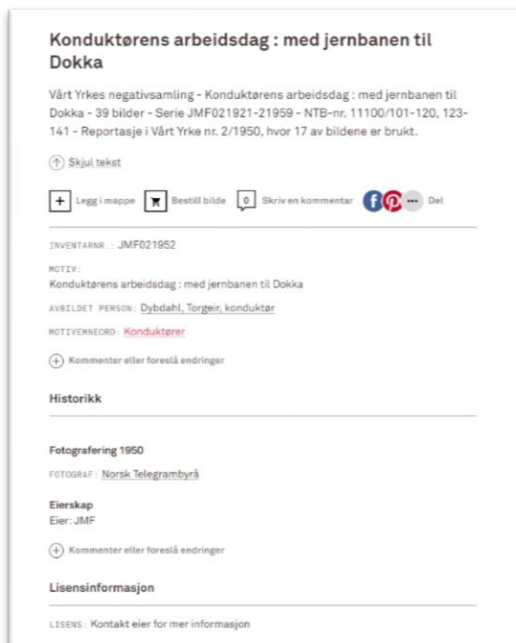 Konduktørens arbeidsdag : med jernbanen til
Dokka
Vårt Yrkes negativsamling - Konduktørens arbeidsdag : med jernbanen til
Dokka - 39 bilder - Serie JMF021921-21959 - NTB-nr. 11100/101-120, 123-
141 - Reportasje i Vårt Yrke nr. 2/1950, hvor 17 av bildene er brukt.
Skjul tekst
Legg i mappe Bestill bilde 0 Skriv en kommentar Del
INVENTARNR.: JMF021952
MOTIV:
Konduktørens arbeidsdag : med jernbanen til Dokka
AVBILDET PERSON: Dybdahl, Torgeir, konduktør
MOTIVEMNEORD: Konduktører
Kommenter eller foreslå endringer
Historikk
Fotografering 1950
FOTOGRAF: Norsk Telegrambyrå
Eierskap
Eier: JMF
Kommenter eller foreslå endringer
Lisensinformasjon
LISENS: Kontakt eier for mer informasjon